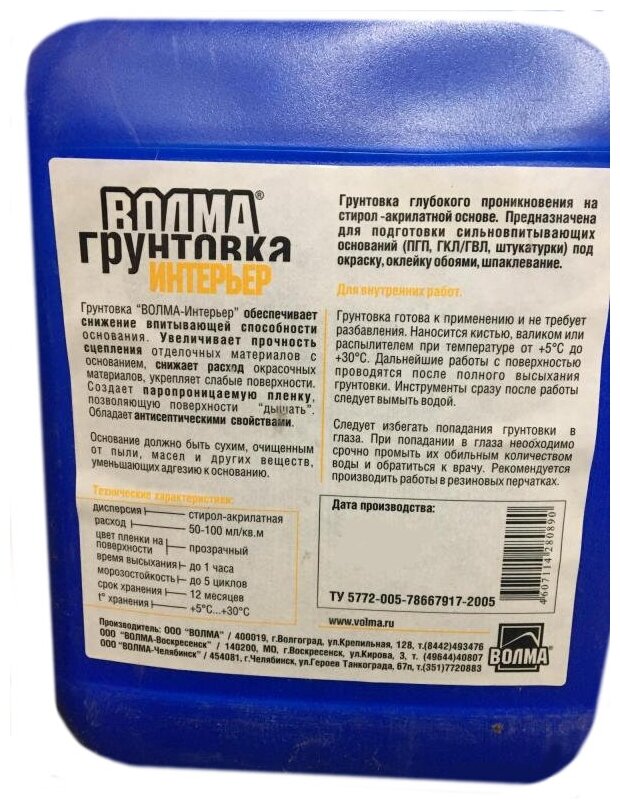 ВОЛМА®
грунтовка
ИНТЕРЬЕР
Грунтовка глубокого проникновения на
стирол -акрилатной основе. Предназначена
для подготовки сильновпитывающих
оснований (ПГП, ГКЛ/ГВЛ, штукатурки) под
окраску, оклейку обоями, шпаклевание.
Для внутренних работ.
Грунтовка "ВОЛМА-Интерьер" обеспечивает
снижение впитывающей способности
основания. Увеличивает прочность
сцепления отделочных материалов с
основанием, снижает расход окрасочных
материалов, укрепляет слабые поверхности.
Создает паропроницаемую пленку,
позволяющую поверхности "дышать".
Обладает антисептическими свойствами.
Основание должно быть сухим, очищенным
от пыли, масел и других веществ,
уменьшающих адгезию к основанию.
Грунтовка готова к применению и не требует
разбавления. Наносится кистью, валиком или
распылителем при температуре от +5°С до
+30°С. Дальнейшие работы с поверхностью
проводятся после полного высыхания
грунтовки. Инструменты сразу после работы
следует вымыть водой.
Следует избегать попадания грунтовки в
глаза. При попадании в глаза необходимо
срочно промыть их обильным количеством
воды и обратиться к врачу. Рекомендуется
производить работы в резиновых перчатках.
Технические характеристики:
дисперсия стирол-акрилатная
расход 50-100 мл/кв.м
цвет пленки на
поверхности прозрачный
время высыхания до 1 часа
морозостойкость до 5 циклов
срок хранения 12 месяцев
t° хранения +5°С...+30°С
Дата производства:
ТУ 5772-005-78667917-2005
4607114280890
www.volma.ru
Производитель: ООО "ВОЛМА" / 400019, г.Волгоград, ул.Крепильная, 128, т.(8442)493476
ООО "ВОЛМА-Воскресенск" / 140200, МО, г.Воскресенск, ул.Кирова, 3, т. (49644)40807
ООО "ВОЛМА-Челябинск" / 454081, г.Челябинск, ул.Героев Танкограда, 67п, т.(351)7720883
ВОЛМА